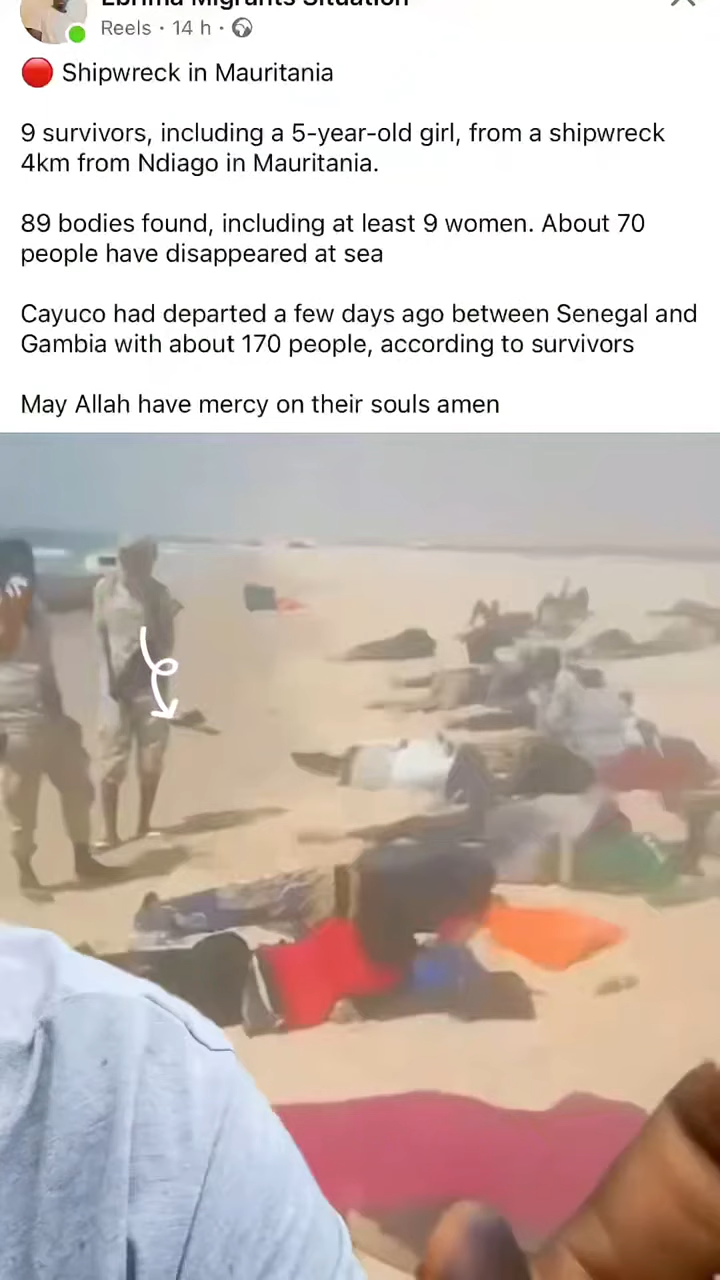 Ebrima Migrants Situation
Reels · 14 h ·
Shipwreck in Mauritania
9 survivors, including a 5-year-old girl, from a shipwreck
4km from Ndiago in Mauritania.
89 bodies found, including at least 9 women. About 70
people have disappeared at sea
Cayuco had departed a few days ago between Senegal and
Gambia with about 170 people, according to survivors
May Allah have mercy on their souls amen